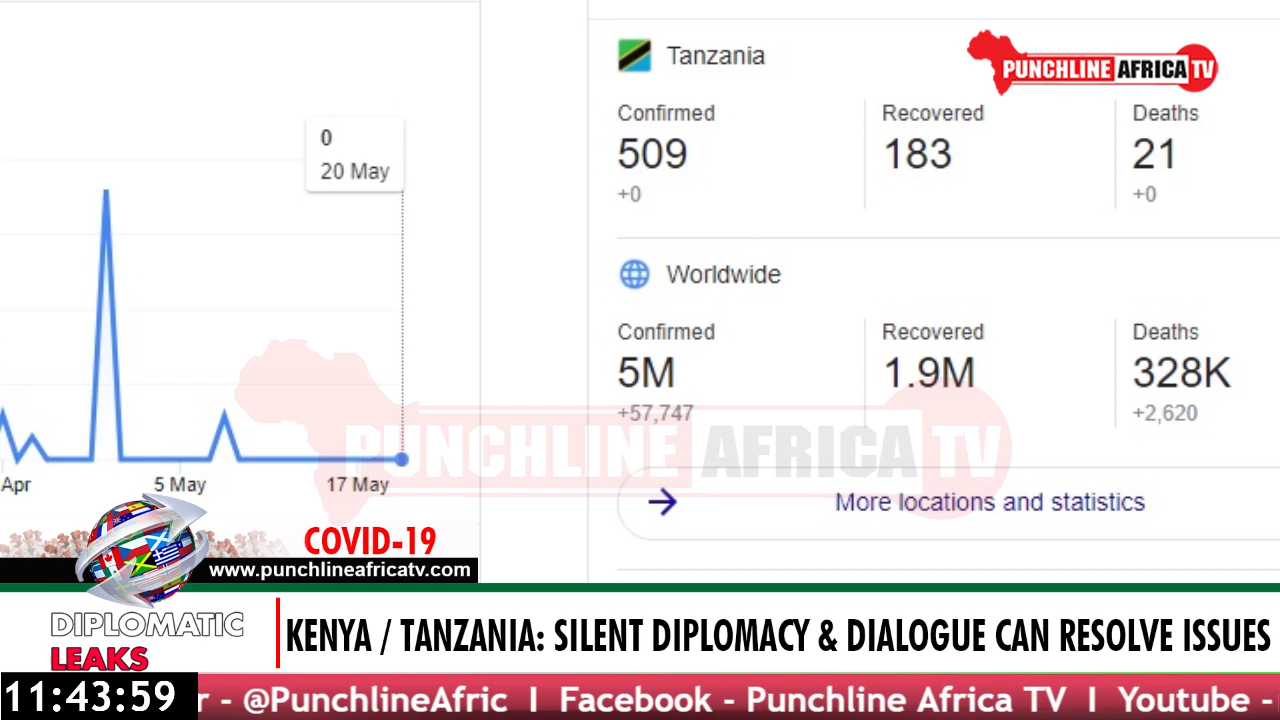 Tanzania
PUNCHLINE AFRICA TV
Confirmed
Recovered
Deaths
509
183
21
+0
+0
0
20 May
Worldwide
Confirmed
Recovered
Deaths
5M
1.9M
328K
+57,747
+2,620
PUNCHLINE AFRICA TV
Apr
5 May
17 May
More locations and statistics
COVID-19
www.punchlineafricatv.com
DIPLOMATIC
LEAKS
KENYA / TANZANIA: SILENT DIPLOMACY & DIALOGUE CAN RESOLVE ISSUES
11:43:59
r - @PunchlineAfric I Facebook - Punchline Africa TV I Youtube -